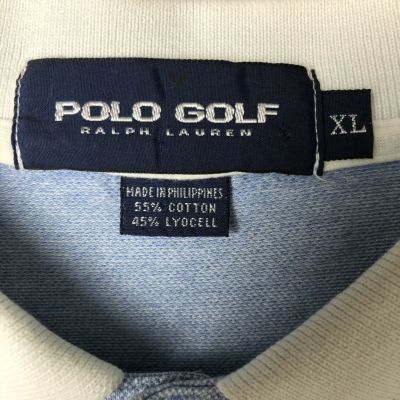 POLO GOLF
RALPH LAUREN
XL
MADE IN PHILIPPINES
55% COTTON
45% LYOCELL